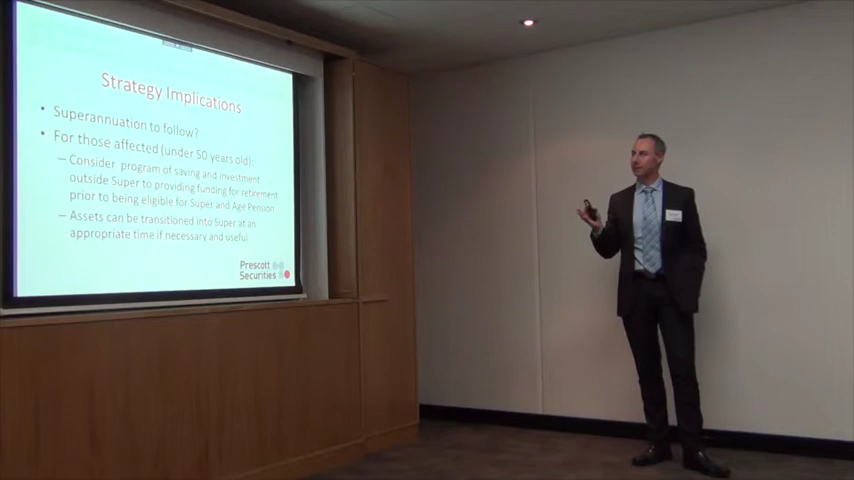 Strategy Implications
• Superannuation to follow?
• For those affected (under 50 years old):
– Consider program of saving and investment
outside Super to providing funding for retirement
prior to being eligible for Super and Age Pension
– Assets can be transitioned into Super at an
appropriate time if necessary and useful
Prescott
Securities